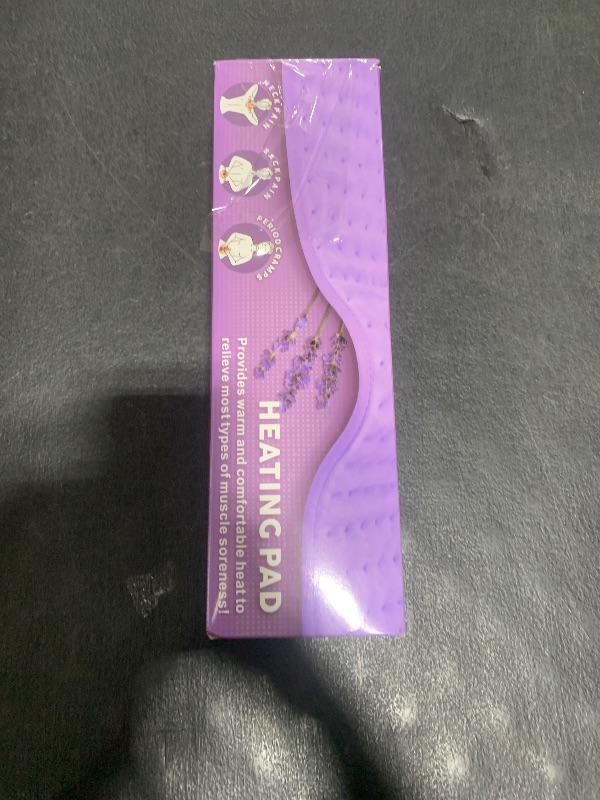 HEATING PAD
Provides warm and comfortable heat to
relieve most types of muscle soreness!
NECK PAIN
BACK PAIN
PERIOD CRAMPS